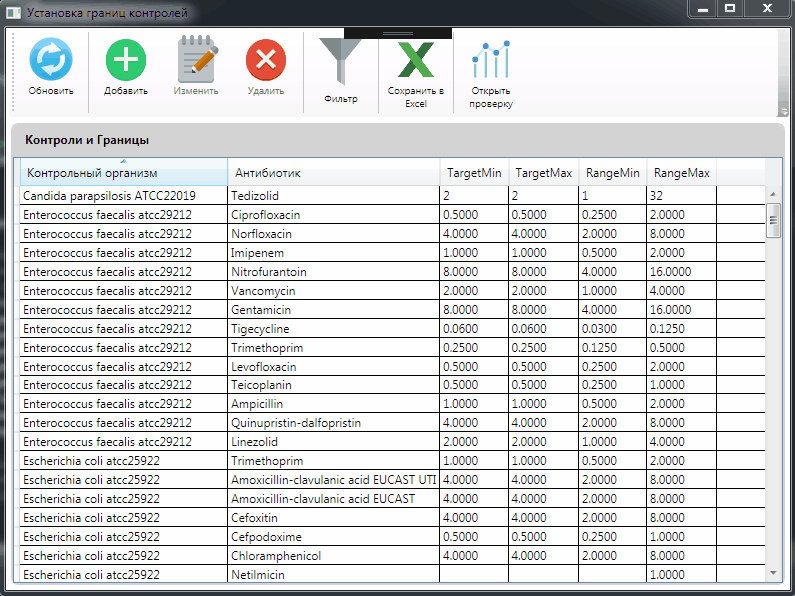 Установка границ контролей
Обновить
Добавить
Изменить
Удалить
Фильтр
Сохранить в
Excel
Открыть
проверку
Контроли и Границы
Контрольный организм Антибиотик TargetMin TargetMax RangeMin RangeMax
Candida parapsilosis ATCC22019 Tedizolid 2 2 1 32
Enterococcus faecalis atcc29212 Ciprofloxacin 0.5000 0.5000 0.2500 2.0000
Enterococcus faecalis atcc29212 Norfloxacin 4.0000 4.0000 2.0000 8.0000
Enterococcus faecalis atcc29212 Imipenem 1.0000 1.0000 0.5000 2.0000
Enterococcus faecalis atcc29212 Nitrofurantoin 8.0000 8.0000 4.0000 16.0000
Enterococcus faecalis atcc29212 Vancomycin 2.0000 2.0000 1.0000 4.0000
Enterococcus faecalis atcc29212 Gentamicin 8.0000 8.0000 4.0000 16.0000
Enterococcus faecalis atcc29212 Tigecycline 0.0600 0.0600 0.0300 0.1250
Enterococcus faecalis atcc29212 Trimethoprim 0.2500 0.2500 0.1250 0.5000
Enterococcus faecalis atcc29212 Levofloxacin 0.5000 0.5000 0.2500 2.0000
Enterococcus faecalis atcc29212 Teicoplanin 0.5000 0.5000 0.2500 1.0000
Enterococcus faecalis atcc29212 Ampicillin 1.0000 1.0000 0.5000 2.0000
Enterococcus faecalis atcc29212 Quinupristin-dalfopristin 4.0000 4.0000 2.0000 8.0000
Enterococcus faecalis atcc29212 Linezolid 2.0000 2.0000 1.0000 4.0000
Escherichia coli atcc25922 Trimethoprim 1.0000 1.0000 0.5000 2.0000
Escherichia coli atcc25922 Amoxicillin-clavulanic acid EUCAST UTI 4.0000 4.0000 2.0000 8.0000
Escherichia coli atcc25922 Amoxicillin-clavulanic acid EUCAST 4.0000 4.0000 2.0000 8.0000
Escherichia coli atcc25922 Cefoxitin 4.0000 4.0000 2.0000 8.0000
Escherichia coli atcc25922 Cefpodoxime 0.5000 0.5000 0.2500 1.0000
Escherichia coli atcc25922 Chloramphenicol 4.0000 4.0000 2.0000 8.0000
Escherichia coli atcc25922 Netilmicin 1.0000